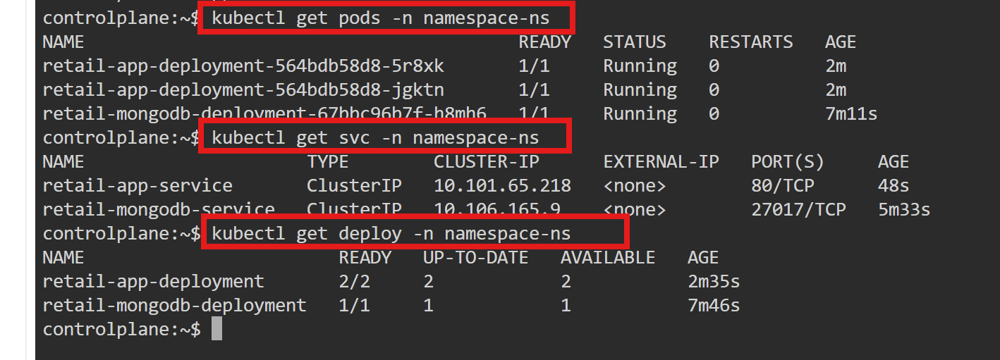 controlplane:~$ kubectl get pods -n namespace-ns
NAME READY STATUS RESTARTS AGE
retail-app-deployment-564bdb58d8-5r8xk 1/1 Running 0 2m
retail-app-deployment-564bdb58d8-jgktn 1/1 Running 0 2m
retail-mongodb-deployment-67bbc96b7f-h8mh6 1/1 Running 0 7m11s
controlplane:~$ kubectl get svc -n namespace-ns
NAME TYPE CLUSTER-IP EXTERNAL-IP PORT(S) AGE
retail-app-service ClusterIP 10.101.65.218 <none> 80/TCP 48s
retail-mongodb-service ClusterIP 10.106.165.9 <none> 27017/TCP 5m33s
controlplane:~$ kubectl get deploy -n namespace-ns
NAME READY UP-TO-DATE AVAILABLE AGE
retail-app-deployment 2/2 2 2 2m35s
retail-mongodb-deployment 1/1 1 1 7m46s
controlplane:~$